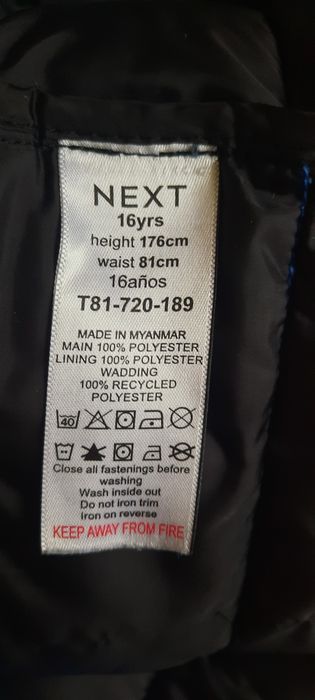 NEXT
16yrs
height 176cm
waist 81cm
16años
T81-720-189
MADE IN MYANMAR
MAIN 100% POLYESTER
LINING 100% POLYESTER
WADDING
100% RECYCLED
POLYESTER
40
Close all fastenings before
washing
Wash inside out
Do not iron trim
iron on reverse
KEEP AWAY FROM FIRE